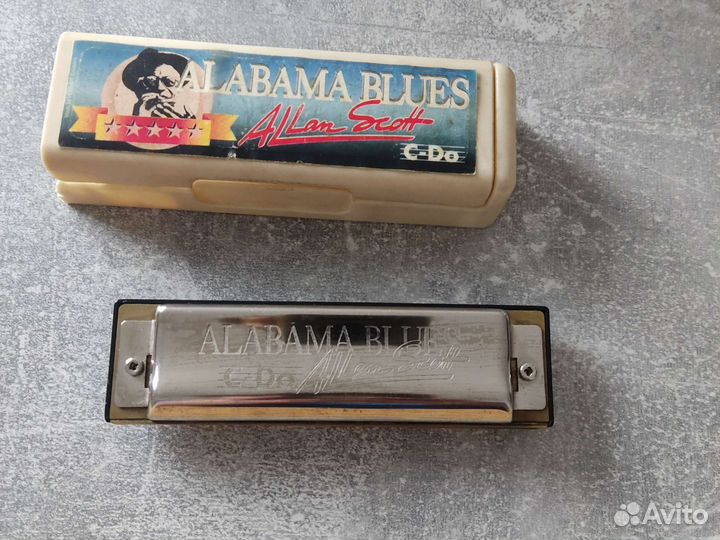 ALABAMA BLUES
Allan Scott
C-Do
ALABAMA BLUES
C-Do Allan Scott
Avito